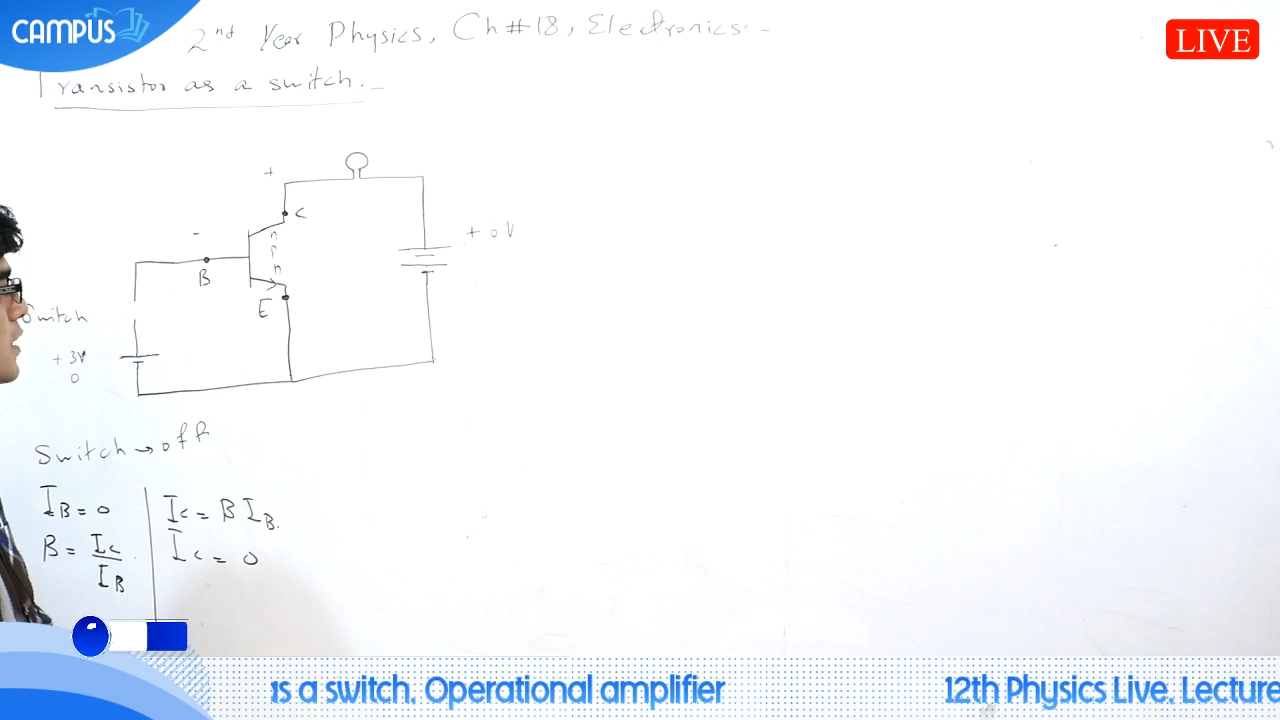 CAMPUS
LIVE
2nd Year Physics, Ch#18, Electronics:-
Transistor as a switch.-
+
C
-
n
p
n
B
E
+ 6V
Switch
+ 3V
0
Switch → off
IB = 0
β = IC/IB
IC = β IB.
IC = 0
is a switch, Operational amplifier
12th Physics Live, Lecture